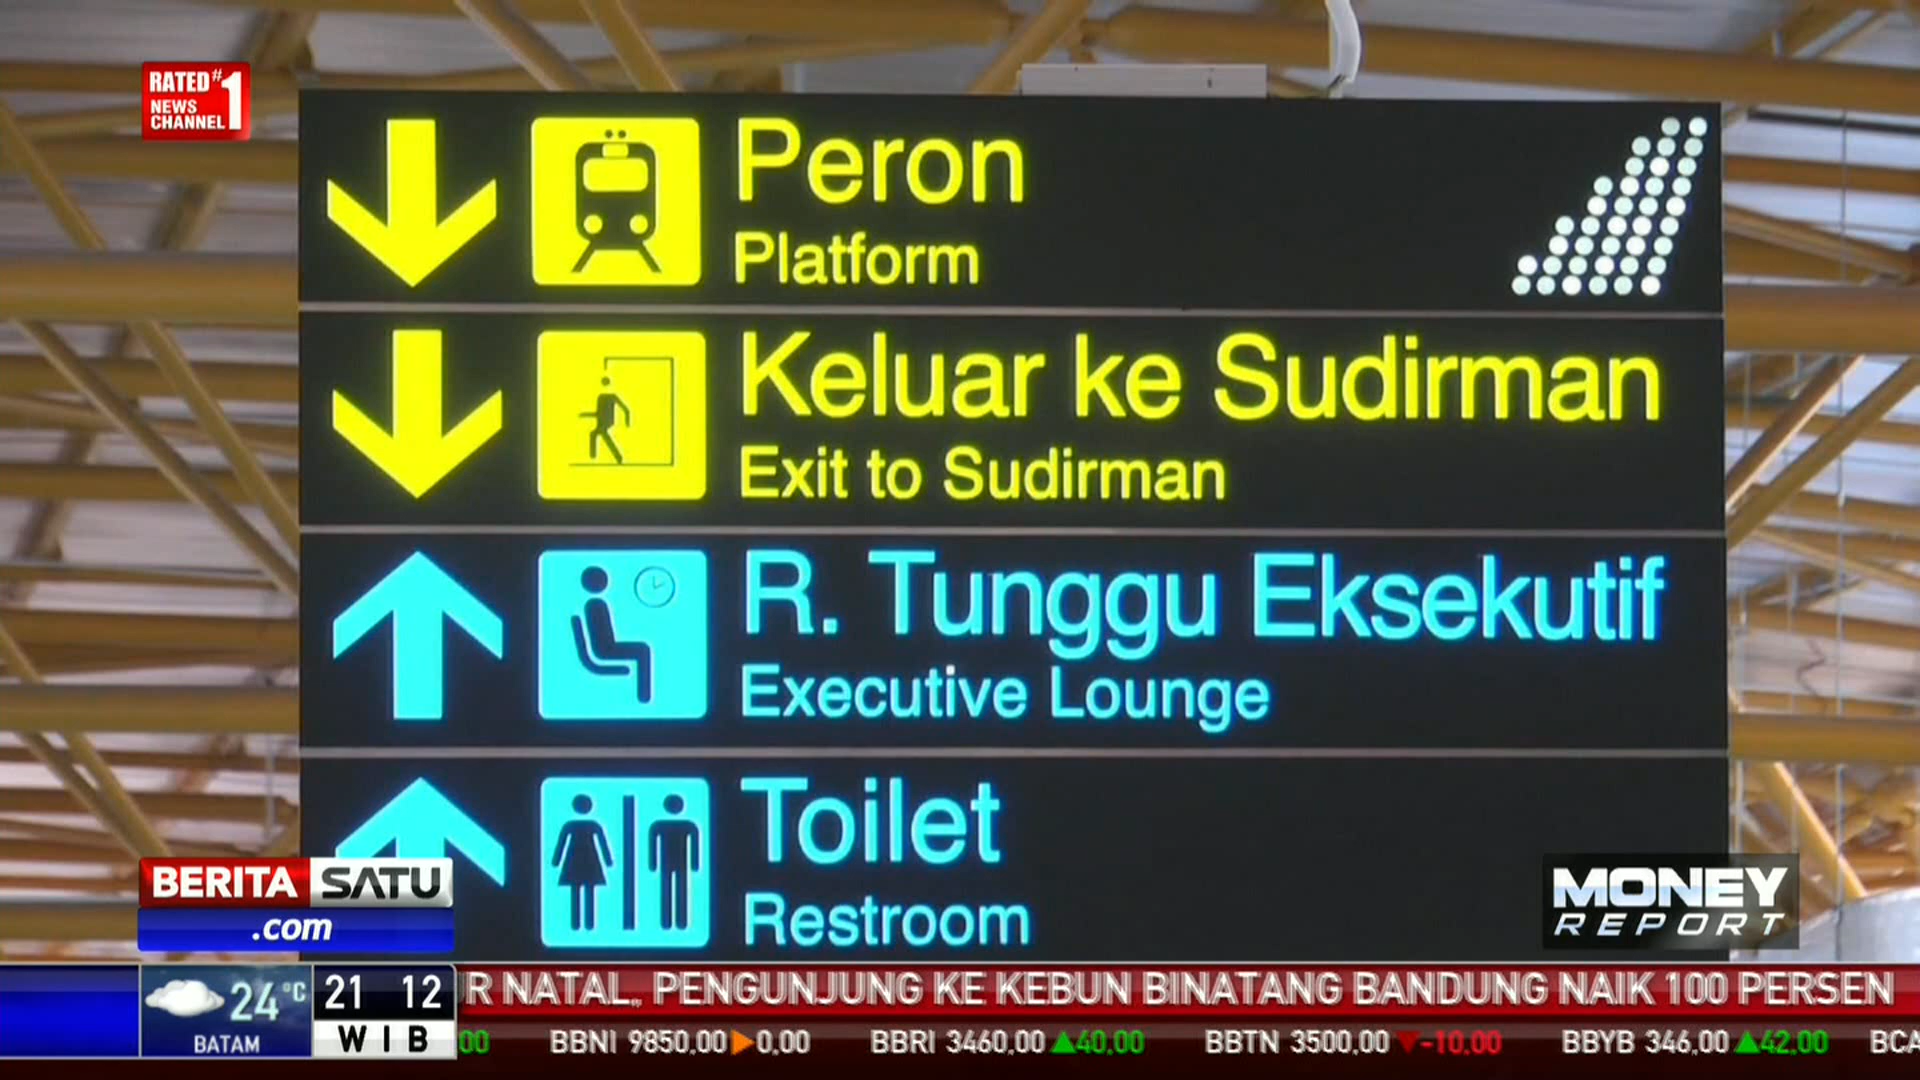 RATED #1
NEWS
CHANNEL
Peron
Platform
Keluar ke Sudirman
Exit to Sudirman
R. Tunggu Eksekutif
Executive Lounge
Toilet
Restroom
BERITA SATU
.com
MONEY
REPORT
24°C
BATAM
21 12
WIB
R NATAL, PENGUNJUNG KE KEBUN BINATANG BANDUNG NAIK 100 PERSEN
00 BBNI 9850,00 ▶0,00 BBRI 3460,00 ▲40,00 BBTN 3500,00 ▼-10,00 BBYB 346,00 ▲42,00 BCA